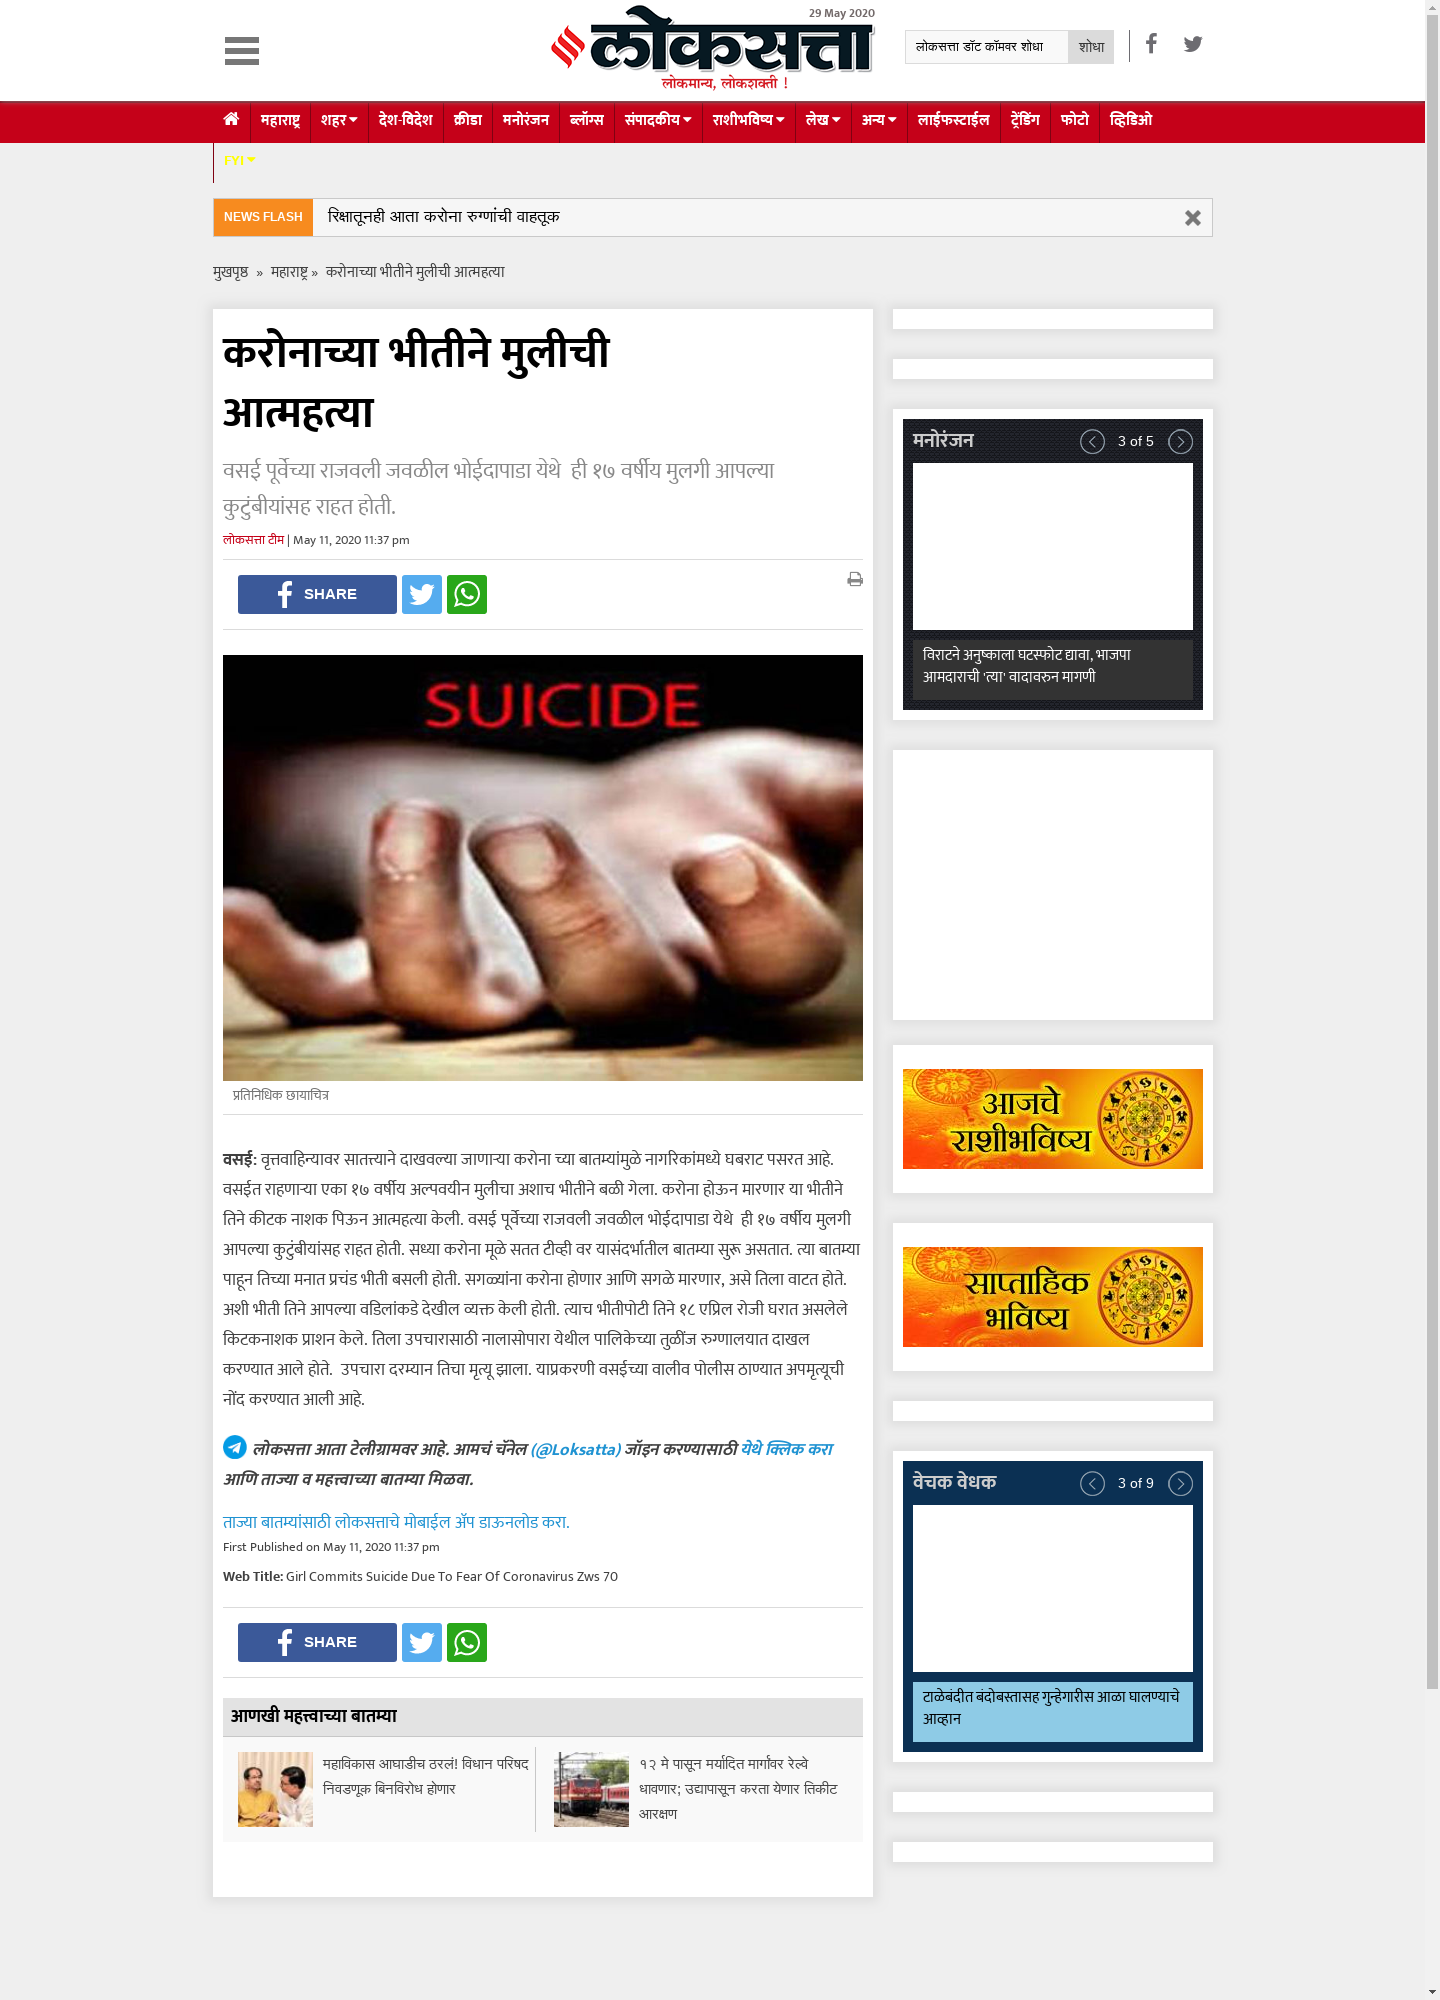 29 May 2020
लोकसत्ता
लोकमान्य, लोकशक्ती !
लोकसत्ता डॉट कॉमवर शोधा
शोधा
महाराष्ट्र शहर देश-विदेश क्रीडा मनोरंजन ब्लॉग्स संपादकीय राशीभविष्य लेख अन्य लाईफस्टाईल ट्रेंडिंग फोटो व्हिडिओ
FYI
NEWS FLASH रिक्षातूनही आता करोना रुग्णांची वाहतूक
मुखपृष्ठ » महाराष्ट्र » करोनाच्या भीतीने मुलीची आत्महत्या
करोनाच्या भीतीने मुलीची
आत्महत्या
वसई पूर्वेच्या राजवली जवळील भोईदापाडा येथे ही १७ वर्षीय मुलगी आपल्या
कुटुंबीयांसह राहत होती.
लोकसत्ता टीम | May 11, 2020 11:37 pm
SHARE
SUICIDE
प्रतिनिधिक छायाचित्र
वसई: वृत्तवाहिन्यावर सातत्त्याने दाखवल्या जाणाऱ्या करोना च्या बातम्यांमुळे नागरिकांमध्ये घबराट पसरत आहे.
वसईत राहणाऱ्या एका १७ वर्षीय अल्पवयीन मुलीचा अशाच भीतीने बळी गेला. करोना होऊन मारणार या भीतीने
तिने कीटक नाशक पिऊन आत्महत्या केली. वसई पूर्वेच्या राजवली जवळील भोईदापाडा येथे ही १७ वर्षीय मुलगी
आपल्या कुटुंबीयांसह राहत होती. सध्या करोना मूळे सतत टीव्ही वर यासंदर्भातील बातम्या सुरू असतात. त्या बातम्या
पाहून तिच्या मनात प्रचंड भीती बसली होती. सगळ्यांना करोना होणार आणि सगळे मारणार, असे तिला वाटत होते.
अशी भीती तिने आपल्या वडिलांकडे देखील व्यक्त केली होती. त्याच भीतीपोटी तिने १८ एप्रिल रोजी घरात असलेले
किटकनाशक प्राशन केले. तिला उपचारासाठी नालासोपारा येथील पालिकेच्या तुळींज रुग्णालयात दाखल
करण्यात आले होते. उपचारा दरम्यान तिचा मृत्यू झाला. याप्रकरणी वसईच्या वालीव पोलीस ठाण्यात अपमृत्यूची
नोंद करण्यात आली आहे.
लोकसत्ता आता टेलीग्रामवर आहे. आमचं चॅनेल (@Loksatta) जॉइन करण्यासाठी येथे क्लिक करा
आणि ताज्या व महत्त्वाच्या बातम्या मिळवा.
ताज्या बातम्यांसाठी लोकसत्ताचे मोबाईल अ‍ॅप डाऊनलोड करा.
First Published on May 11, 2020 11:37 pm
Web Title: Girl Commits Suicide Due To Fear Of Coronavirus Zws 70
SHARE
आणखी महत्त्वाच्या बातम्या
महाविकास आघाडीच ठरलं! विधान परिषद
निवडणूक बिनविरोध होणार
१२ मे पासून मर्यादित मार्गांवर रेल्वे
धावणार; उद्यापासून करता येणार तिकीट
आरक्षण
मनोरंजन 3 of 5
विराटने अनुष्काला घटस्फोट द्यावा, भाजपा
आमदाराची 'त्या' वादावरुन मागणी
आजचे
राशीभविष्य
साप्ताहिक
भविष्य
वेचक वेधक 3 of 9
टाळेबंदीत बंदोबस्तासह गुन्हेगारीस आळा घालण्याचे
आव्हान